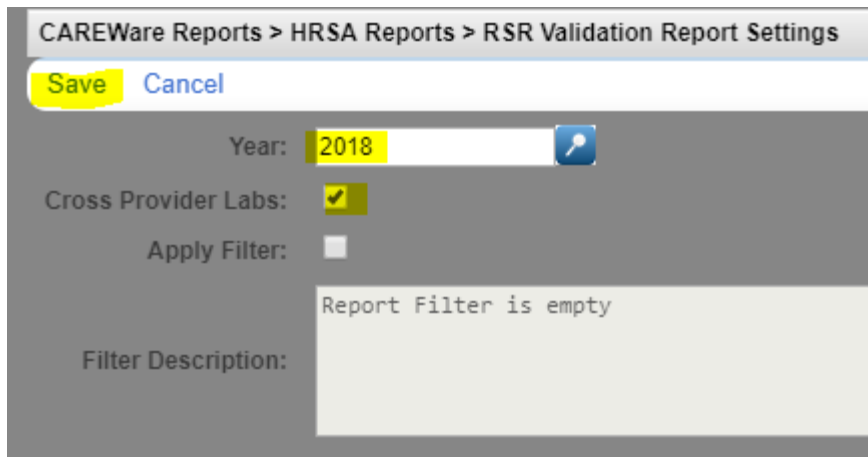 CAREWare Reports > HRSA Reports > RSR Validation Report Settings
Save Cancel
Year: 2018
Cross Provider Labs:
Apply Filter:
Report Filter is empty
Filter Description: